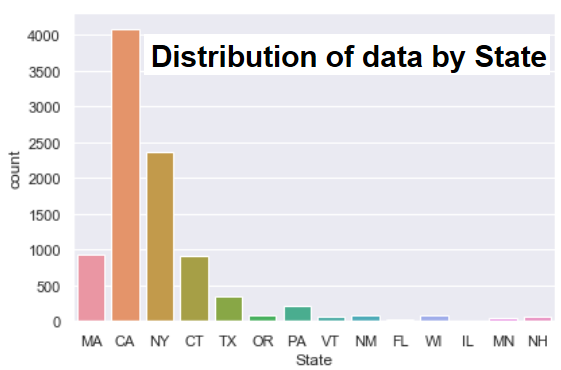 Distribution of data by State
4000
3500
3000
2500
2000
1500
1000
500
0
count
MA CA NY CT TX OR PA VT NM FL WI IL MN NH
State